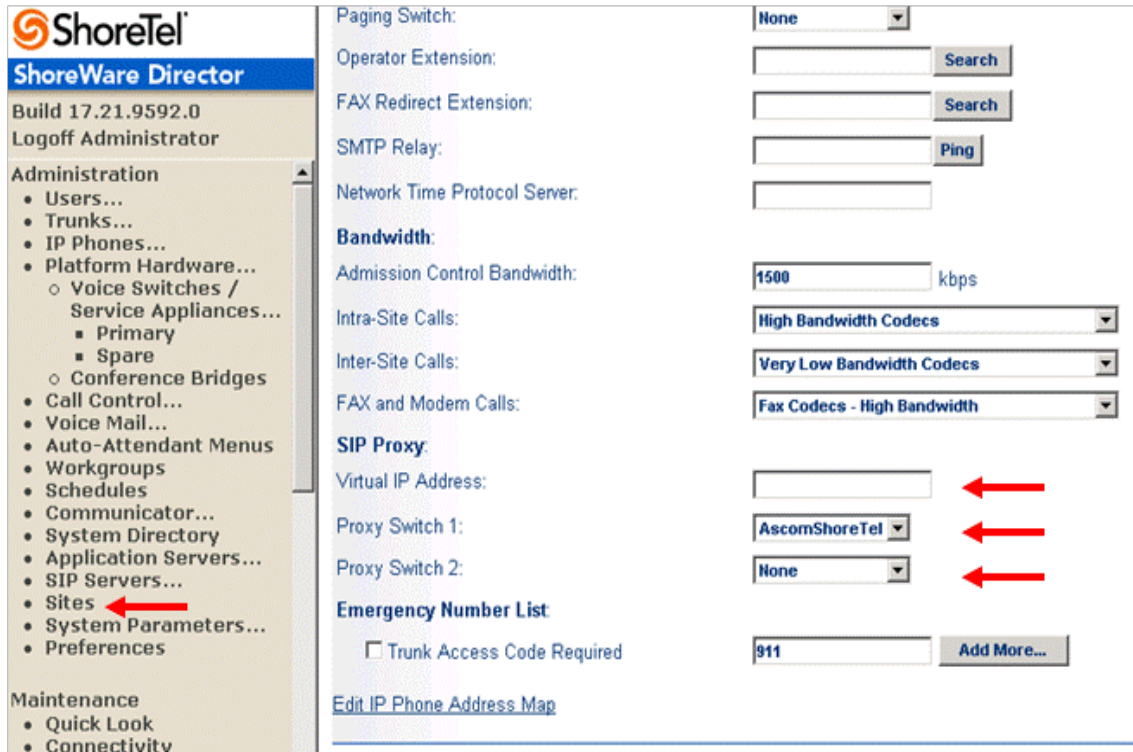 ShoreTel
ShoreWare Director
Build 17.21.9592.0
Logoff Administrator
Administration
Users...
Trunks...
IP Phones...
Platform Hardware...
Voice Switches /
Service Appliances...
Primary
Spare
Conference Bridges
Call Control...
Voice Mail...
Auto-Attendant Menus
Workgroups
Schedules
Communicator...
System Directory
Application Servers...
SIP Servers...
Sites
System Parameters...
Preferences
Maintenance
Quick Look
Connectivity
Paging Switch: None
Operator Extension: Search
FAX Redirect Extension: Search
SMTP Relay: Ping
Network Time Protocol Server:
Bandwidth:
Admission Control Bandwidth: 1500 kbps
Intra-Site Calls: High Bandwidth Codecs
Inter-Site Calls: Very Low Bandwidth Codecs
FAX and Modem Calls: Fax Codecs - High Bandwidth
SIP Proxy:
Virtual IP Address:
Proxy Switch 1: AscomShoreTel
Proxy Switch 2: None
Emergency Number List:
Trunk Access Code Required 911 Add More...
Edit IP Phone Address Map